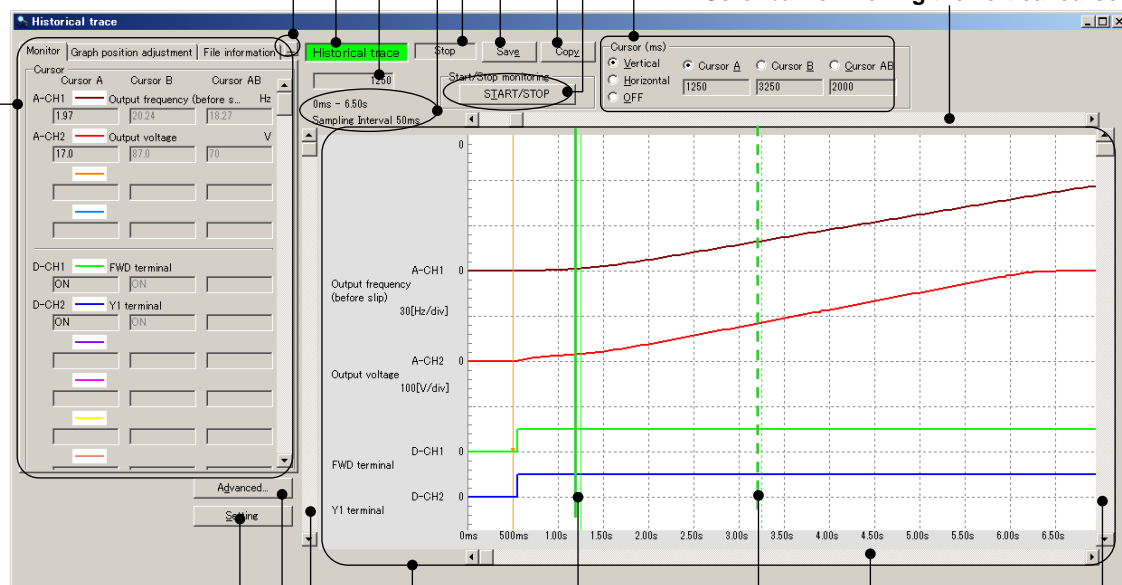 Historical trace
Monitor Graph position adjustment File information
Historical trace Stop Save Copy
1250
0ms - 6.50s
Sampling Interval 50ms
Start/Stop monitoring
START/STOP
Cursor (ms)
Vertical Cursor A Cursor B Cursor AB
Horizontal 1250 3250 2000
OFF
Cursor
Cursor A Cursor B Cursor AB
A-CH1 Output frequency (before s... Hz
1.97 20.24 18.27
A-CH2 Output voltage V
17.0 87.0 70
D-CH1 FWD terminal
ON ON
D-CH2 Y1 terminal
ON ON
Advanced...
Setting
0
A-CH1 0
Output frequency
(before slip)
30[Hz/div]
A-CH2 0
Output voltage
100[V/div]
D-CH1 0
FWD terminal
D-CH2 0
Y1 terminal
0ms 500ms 1.00s 1.50s 2.00s 2.50s 3.00s 3.50s 4.00s 4.50s 5.00s 5.50s 6.00s 6.50s